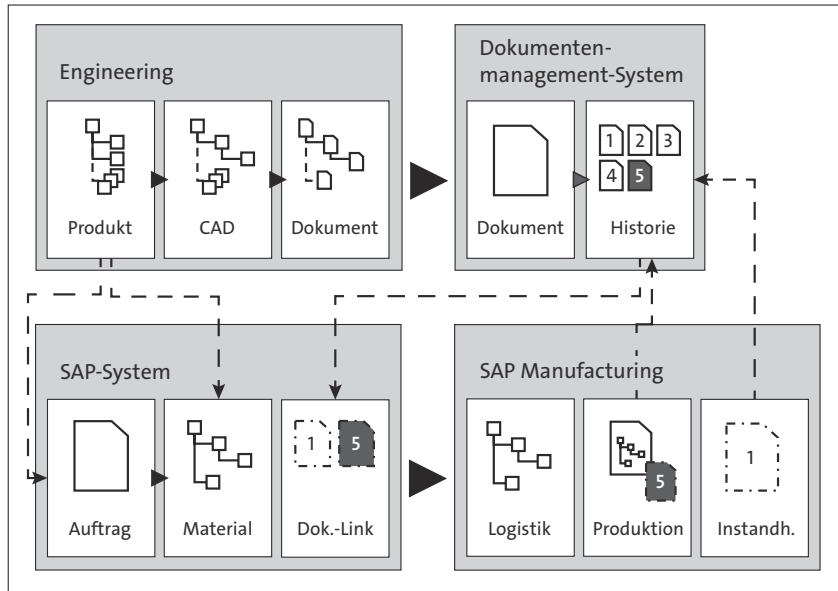 Engineering
Produkt
CAD
Dokument
Dokumenten-
management-System
Dokument
1 2 3
4 5
Historie
SAP-System
Auftrag
Material
1 5
Dok.-Link
SAP Manufacturing
Logistik
5
Produktion
1
Instandh.